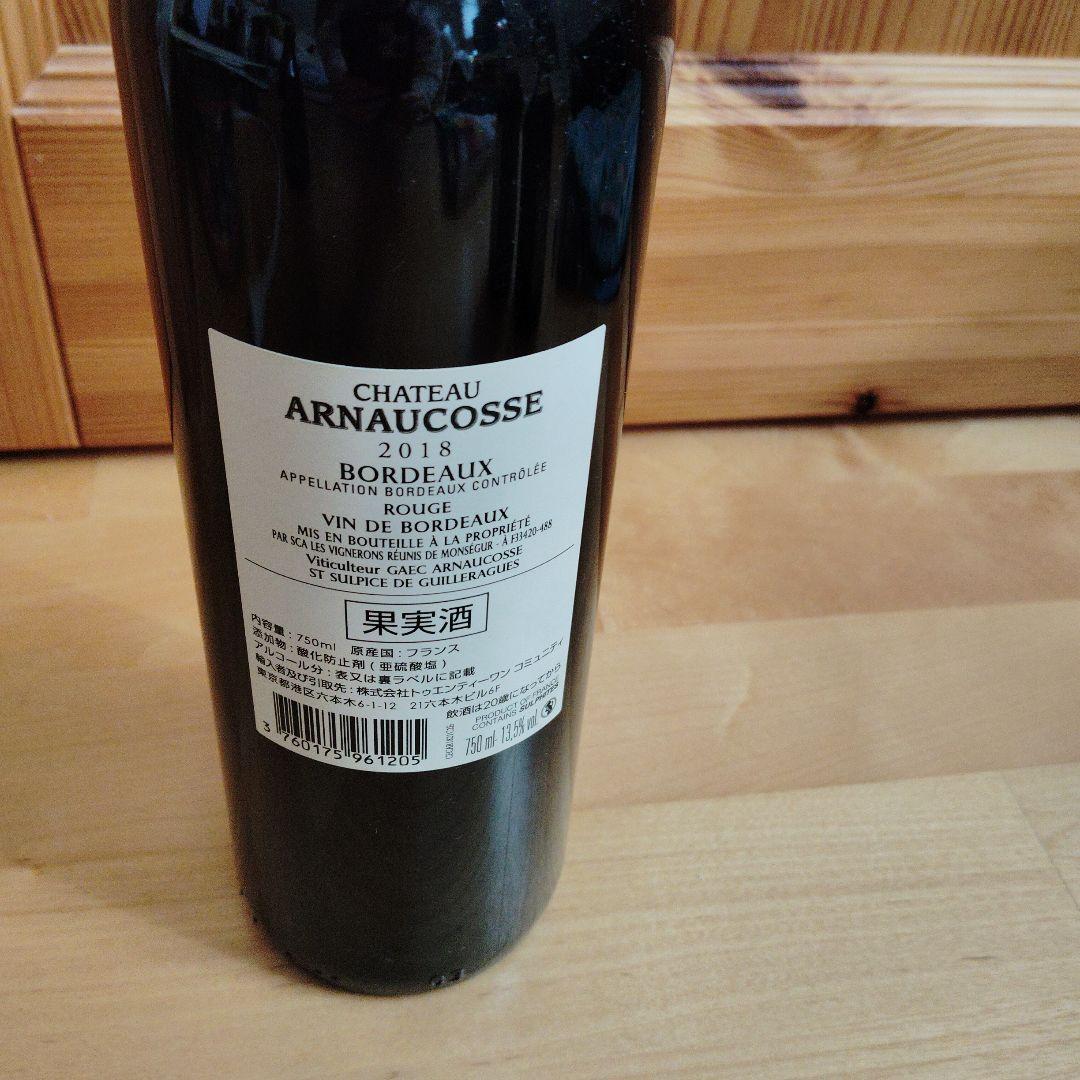 CHATEAU
ARNAUCOSSE
2018
BORDEAUX
APPELLATION BORDEAUX CONTRÔLÉE
ROUGE
VIN DE BORDEAUX
MIS EN BOUTEILLE À LA PROPRIÉTÉ
PAR SCA LES VIGNERONS RÉUNIS DE MONSÉGUR - À F33420-488
Viticulteur GAEC ARNAUCOSSE
ST SULPICE DE GUILLERAGUES
果実酒
内容量：750ml 原産国：フランス
添加物：酸化防止剤（亜硫酸塩）
アルコール分：表又は裏ラベルに記載
輸入者及び引取先：株式会社トゥエンティーワン コミュニティ
東京都港区六本木6-1-12 21六本木ビル6F
飲酒は20歳になってから
PRODUCT OF FRANCE
CONTAINS SULPHITES
750 ml - 13,5% vol.
3 760175 961205